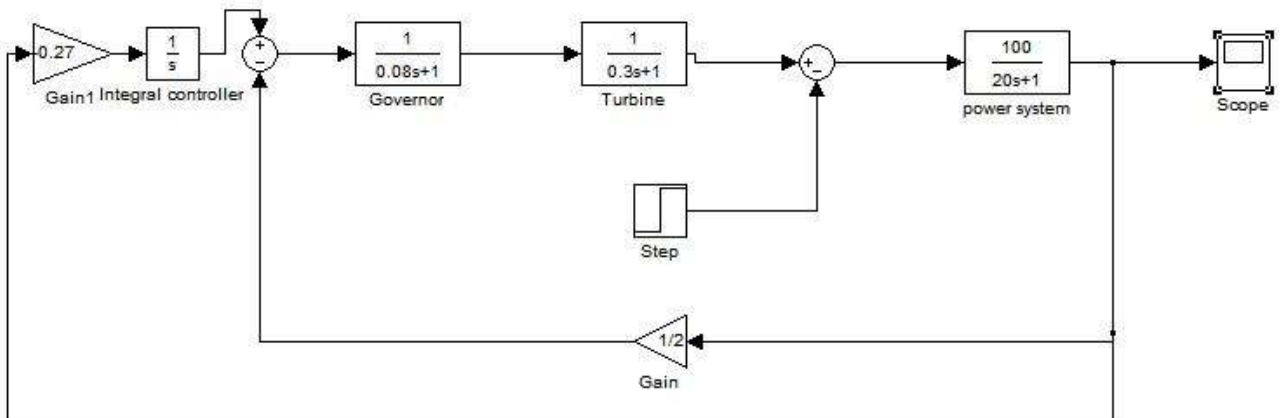 -0.27
Gain1
1
s
Integral controller
+
−
1
0.08s+1
Governor
1
0.3s+1
Turbine
+
−
100
20s+1
power system
Scope
Step
1/2
Gain